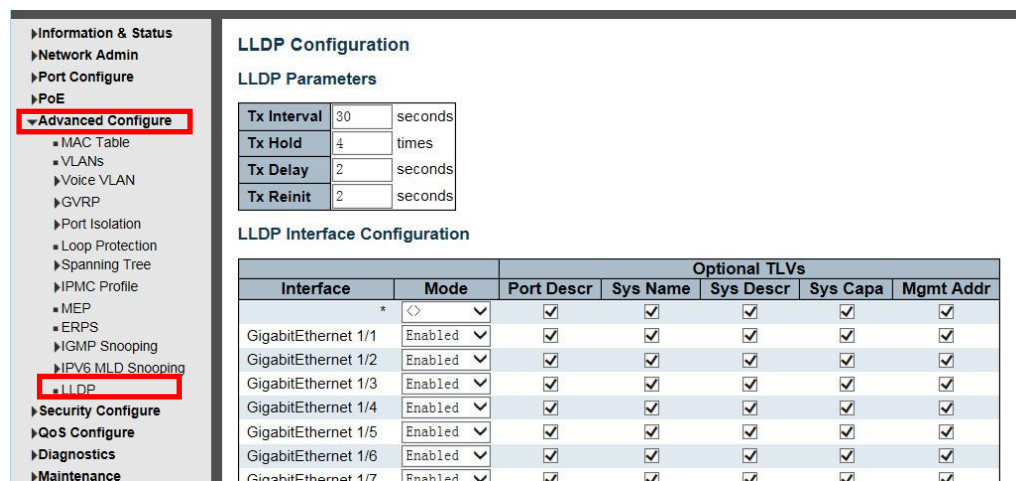 Information & Status
Network Admin
Port Configure
PoE
Advanced Configure
MAC Table
VLANs
Voice VLAN
GVRP
Port Isolation
Loop Protection
Spanning Tree
IPMC Profile
MEP
ERPS
IGMP Snooping
IPV6 MLD Snooping
LLDP
Security Configure
QoS Configure
Diagnostics
Maintenance
LLDP Configuration
LLDP Parameters
Tx Interval 30 seconds
Tx Hold 4 times
Tx Delay 2 seconds
Tx Reinit 2 seconds
LLDP Interface Configuration
Optional TLVs
Interface Mode Port Descr Sys Name Sys Descr Sys Capa Mgmt Addr
* <>
GigabitEthernet 1/1 Enabled
GigabitEthernet 1/2 Enabled
GigabitEthernet 1/3 Enabled
GigabitEthernet 1/4 Enabled
GigabitEthernet 1/5 Enabled
GigabitEthernet 1/6 Enabled
GigabitEthernet 1/7 Enabled